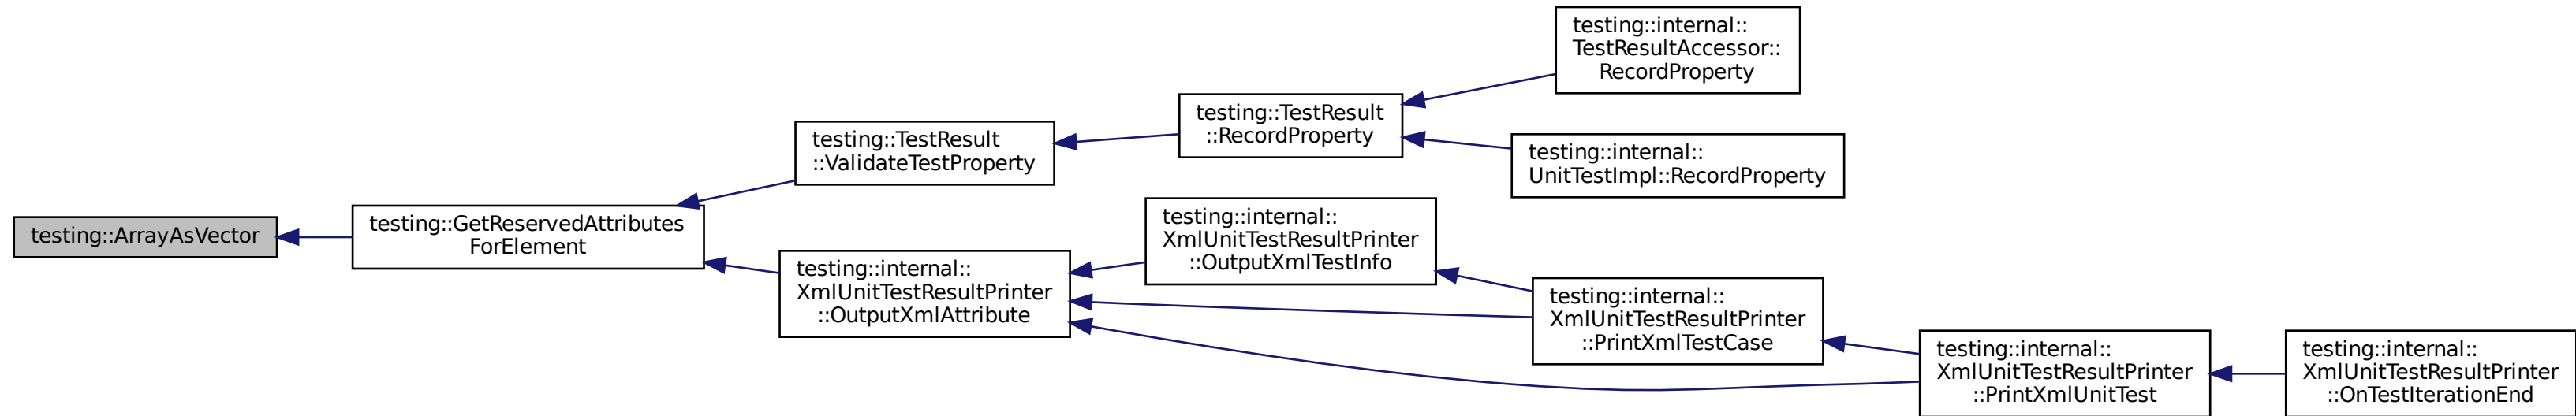 testing::ArrayAsVector
testing::GetReservedAttributes
ForElement
testing::TestResult
::ValidateTestProperty
testing::TestResult
::RecordProperty
testing::internal::
TestResultAccessor::
RecordProperty
testing::internal::
UnitTestImpl::RecordProperty
testing::internal::
XmlUnitTestResultPrinter
::OutputXmlAttribute
testing::internal::
XmlUnitTestResultPrinter
::OutputXmlTestInfo
testing::internal::
XmlUnitTestResultPrinter
::PrintXmlTestCase
testing::internal::
XmlUnitTestResultPrinter
::PrintXmlUnitTest
testing::internal::
XmlUnitTestResultPrinter
::OnTestIterationEnd